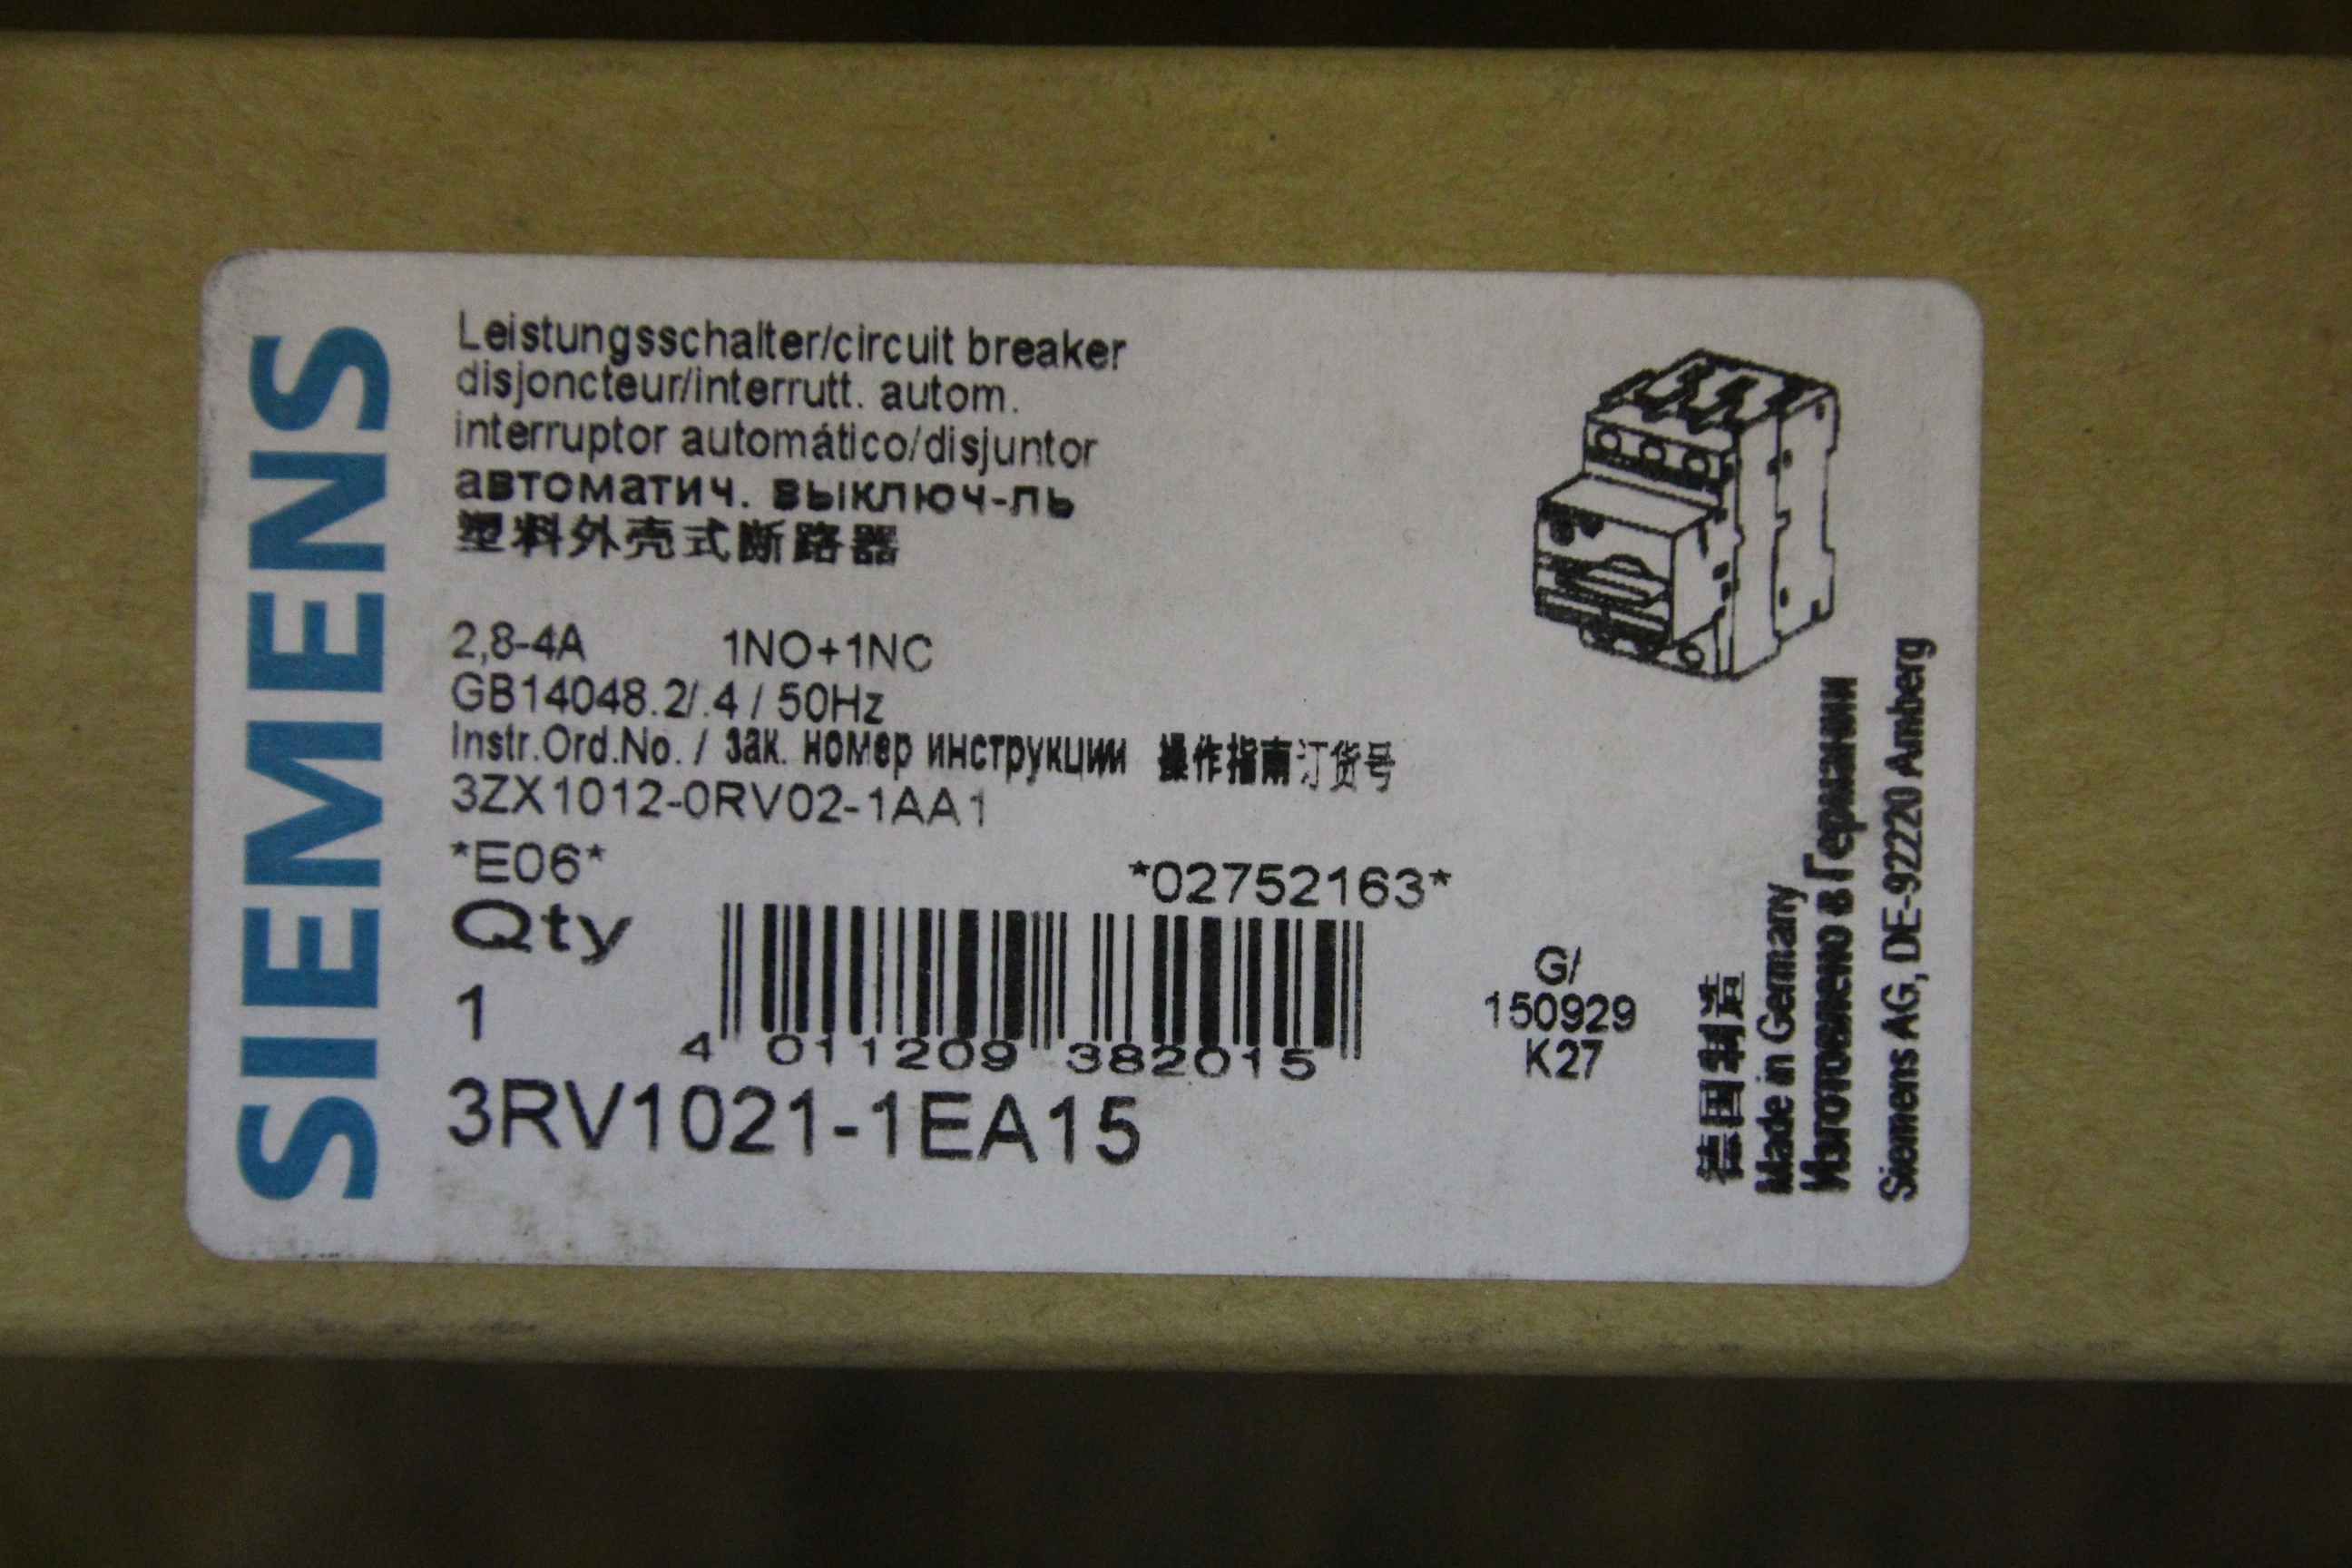 SIEMENS
Leistungsschalter/circuit breaker
disjoncteur/interrutt. autom.
interruptor automático/disjuntor
автоматич. выключ-ль
塑料外壳式断路器
2,8-4A 1NO+1NC
GB14048.2/.4 / 50Hz
Instr.Ord.No. / зак. номер инструкции 操作指南订货号
3ZX1012-0RV02-1AA1
*E06*
*02752163*
Qty
1
4 011209 382015
3RV1021-1EA15
G/
150929
K27
德国制造
Made in Germany
Изготовлено в Германии
Siemens AG, DE-92220 Amberg